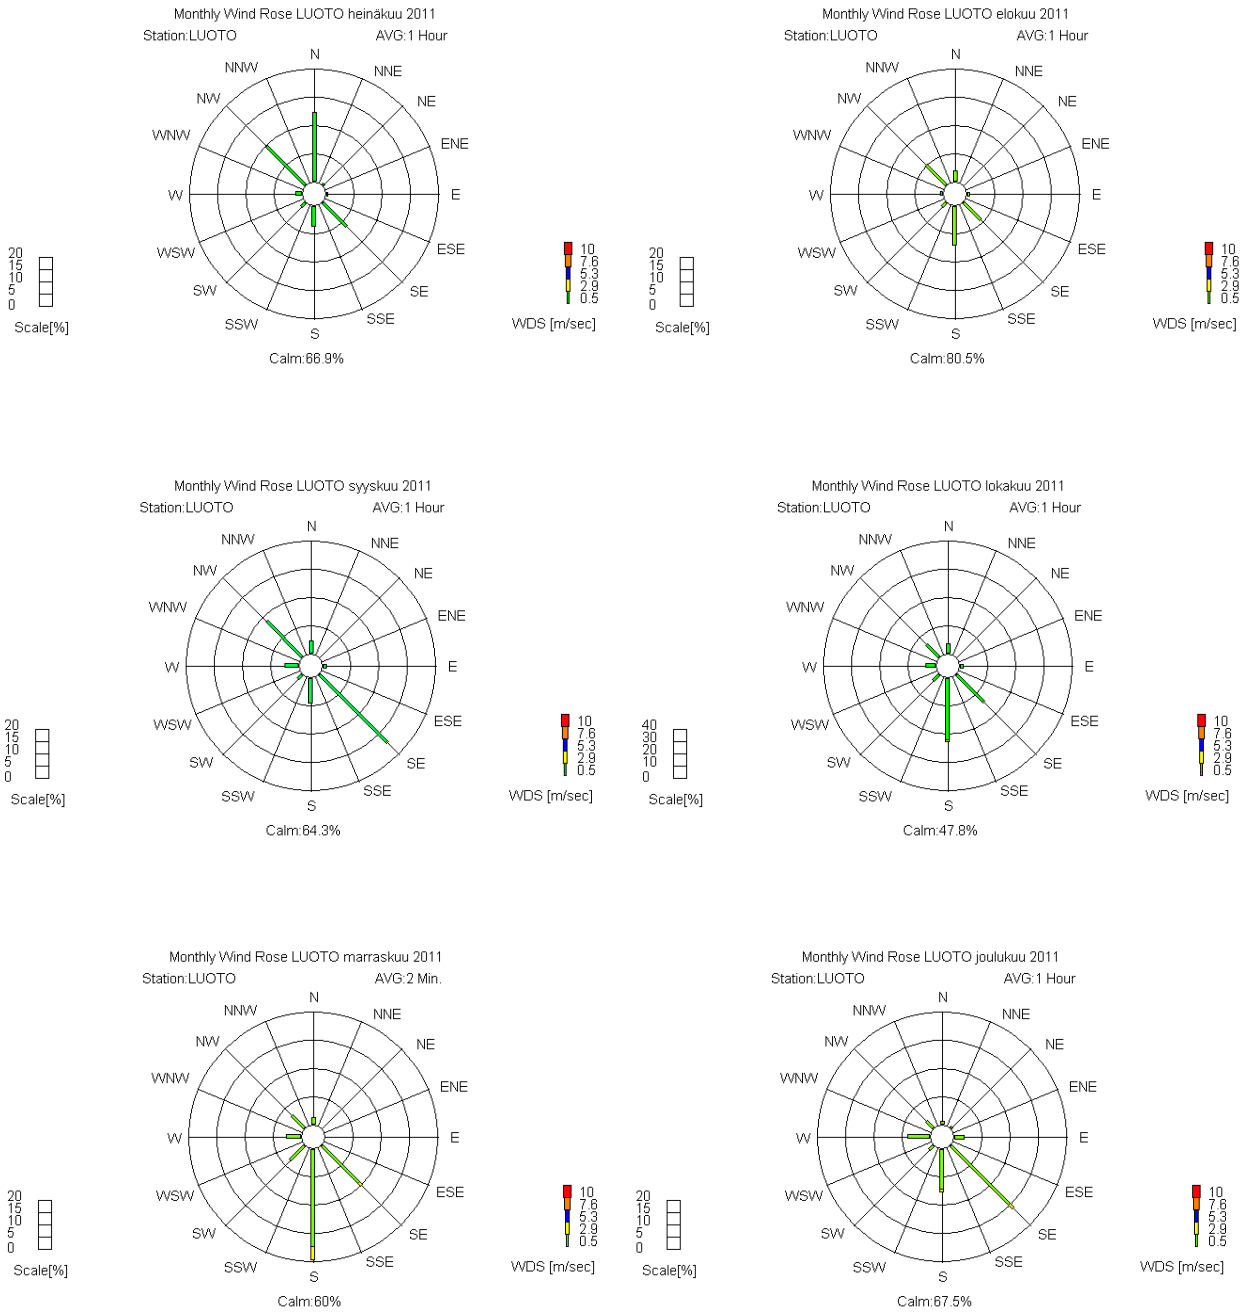 Monthly Wind Rose LUOTO heinäkuu 2011
Station:LUOTO AVG:1 Hour
N
NNW NNE
NW NE
WNW ENE
W E
WSW ESE
SW SE
SSW SSE
S
20
15
10
5
0
Scale[%]
10
7.6
5.3
2.9
0.5
WDS [m/sec]
Calm:66.9%
Monthly Wind Rose LUOTO elokuu 2011
Station:LUOTO AVG:1 Hour
N
NNW NNE
NW NE
WNW ENE
W E
WSW ESE
SW SE
SSW SSE
S
20
15
10
5
0
Scale[%]
10
7.6
5.3
2.9
0.5
WDS [m/sec]
Calm:80.5%
Monthly Wind Rose LUOTO syyskuu 2011
Station:LUOTO AVG:1 Hour
N
NNW NNE
NW NE
WNW ENE
W E
WSW ESE
SW SE
SSW SSE
S
20
15
10
5
0
Scale[%]
10
7.6
5.3
2.9
0.5
WDS [m/sec]
Calm:64.3%
Monthly Wind Rose LUOTO lokakuu 2011
Station:LUOTO AVG:1 Hour
N
NNW NNE
NW NE
WNW ENE
W E
WSW ESE
SW SE
SSW SSE
S
40
30
20
10
0
Scale[%]
10
7.6
5.3
2.9
0.5
WDS [m/sec]
Calm:47.8%
Monthly Wind Rose LUOTO marraskuu 2011
Station:LUOTO AVG:2 Min.
N
NNW NNE
NW NE
WNW ENE
W E
WSW ESE
SW SE
SSW SSE
S
20
15
10
5
0
Scale[%]
10
7.6
5.3
2.9
0.5
WDS [m/sec]
Calm:60%
Monthly Wind Rose LUOTO joulukuu 2011
Station:LUOTO AVG:1 Hour
N
NNW NNE
NW NE
WNW ENE
W E
WSW ESE
SW SE
SSW SSE
S
20
15
10
5
0
Scale[%]
10
7.6
5.3
2.9
0.5
WDS [m/sec]
Calm:67.5%